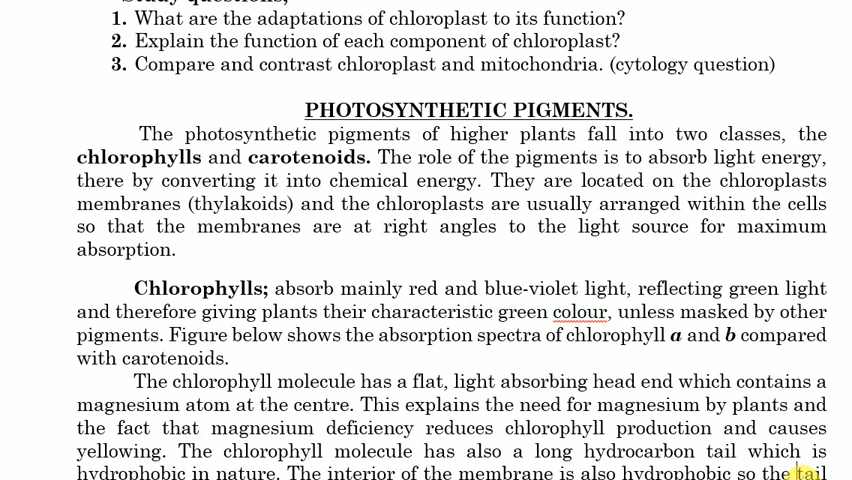 Study questions;
1. What are the adaptations of chloroplast to its function?
2. Explain the function of each component of chloroplast?
3. Compare and contrast chloroplast and mitochondria. (cytology question)
PHOTOSYNTHETIC PIGMENTS.
The photosynthetic pigments of higher plants fall into two classes, the
chlorophylls and carotenoids. The role of the pigments is to absorb light energy,
there by converting it into chemical energy. They are located on the chloroplasts
membranes (thylakoids) and the chloroplasts are usually arranged within the cells
so that the membranes are at right angles to the light source for maximum
absorption.
Chlorophylls; absorb mainly red and blue-violet light, reflecting green light
and therefore giving plants their characteristic green colour, unless masked by other
pigments. Figure below shows the absorption spectra of chlorophyll a and b compared
with carotenoids.
The chlorophyll molecule has a flat, light absorbing head end which contains a
magnesium atom at the centre. This explains the need for magnesium by plants and
the fact that magnesium deficiency reduces chlorophyll production and causes
yellowing. The chlorophyll molecule has also a long hydrocarbon tail which is
hydrophobic in nature. The interior of the membrane is also hydrophobic so the tail